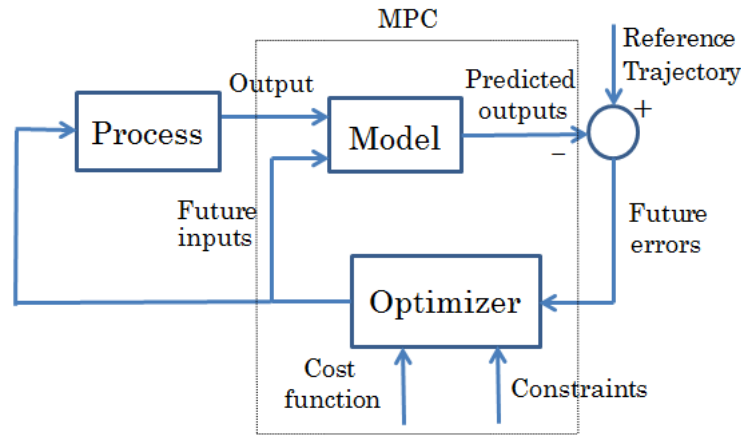 MPC
Reference
Trajectory
Output
Predicted
outputs
+
Process
Model
−
Future
inputs
Future
errors
Optimizer
Cost
function
Constraints